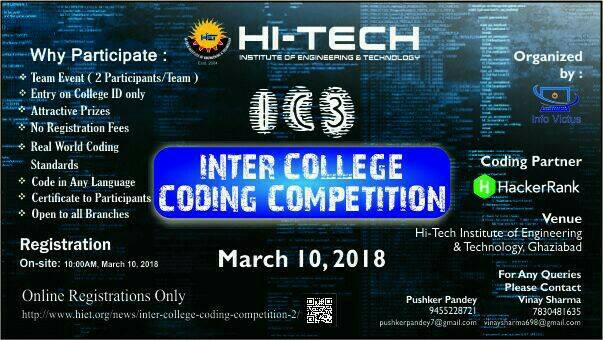 HIET
Estd. 2004
HI-TECH
INSTITUTE OF ENGINEERING & TECHNOLOGY
Why Participate :
Team Event ( 2 Participants/Team )
Entry on College ID only
Attractive Prizes
No Registration Fees
Real World Coding
Standards
Code in Any Language
Certificate to Participants
Open to all Branches
Registration
On-site: 10:00AM, March 10, 2018
Online Registrations Only
http://www.hiet.org/news/inter-college-coding-competition-2/
IC3
INTER COLLEGE
CODING COMPETITION
March 10, 2018
Organized
by :
Info Victus
Coding Partner
HackerRank
Venue
Hi-Tech Institute of Engineering
& Technology, Ghaziabad
For Any Queries
Please Contact
Pushker Pandey
9455228721
pushkerpandey7@gmail.com
Vinay Sharma
7830481635
vinaysharma698@gmail.com